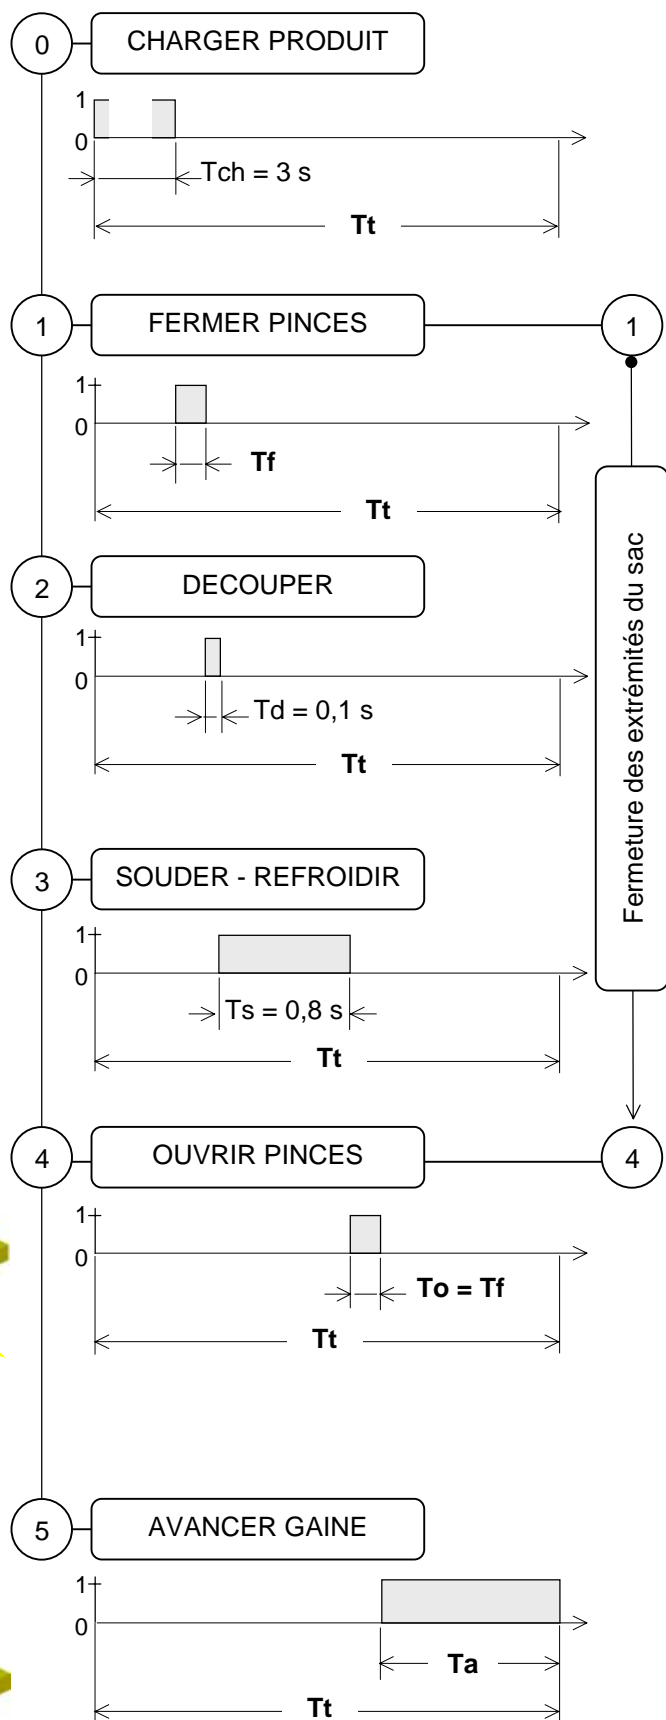 0 CHARGER PRODUIT
1
0
Tch = 3 s
Tt
1 FERMER PINCES 1
1
0
Tf
Tt
2 DECOUPER
1
0
Td = 0,1 s
Tt
Fermeture des extrémités du sac
3 SOUDER - REFROIDIR
1
0
Ts = 0,8 s
Tt
4 OUVRIR PINCES 4
1
0
To = Tf
Tt
5 AVANCER GAINE
1
0
Ta
Tt